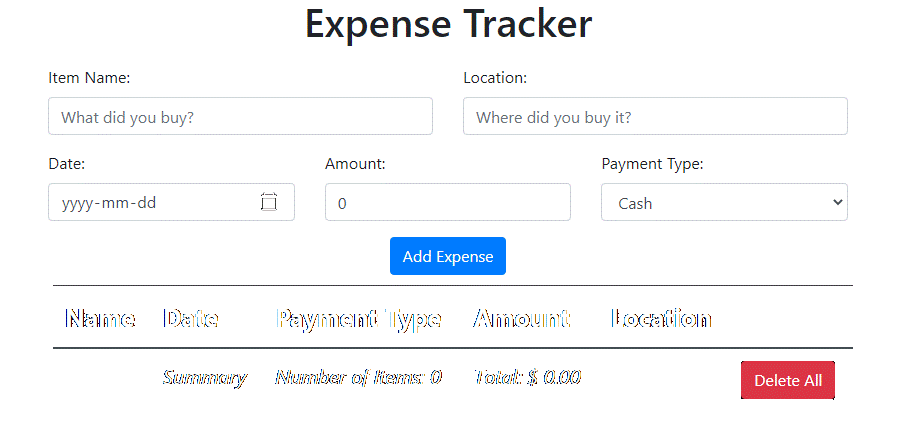 Expense Tracker
Item Name: Location:
What did you buy? Where did you buy it?
Date: Amount: Payment Type:
yyyy-mm-dd 0 Cash
Add Expense
Name Date Payment Type Amount Location
Summary Number of Items: 0 Total: $ 0.00 Delete All